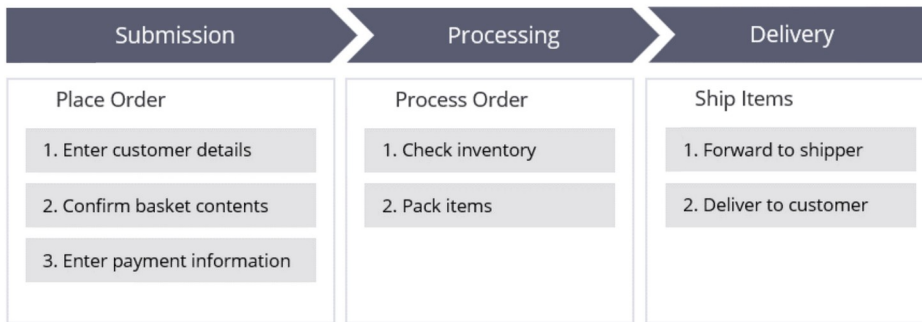 Submission
Processing
Delivery
Place Order
1. Enter customer details
2. Confirm basket contents
3. Enter payment information
Process Order
1. Check inventory
2. Pack items
Ship Items
1. Forward to shipper
2. Deliver to customer